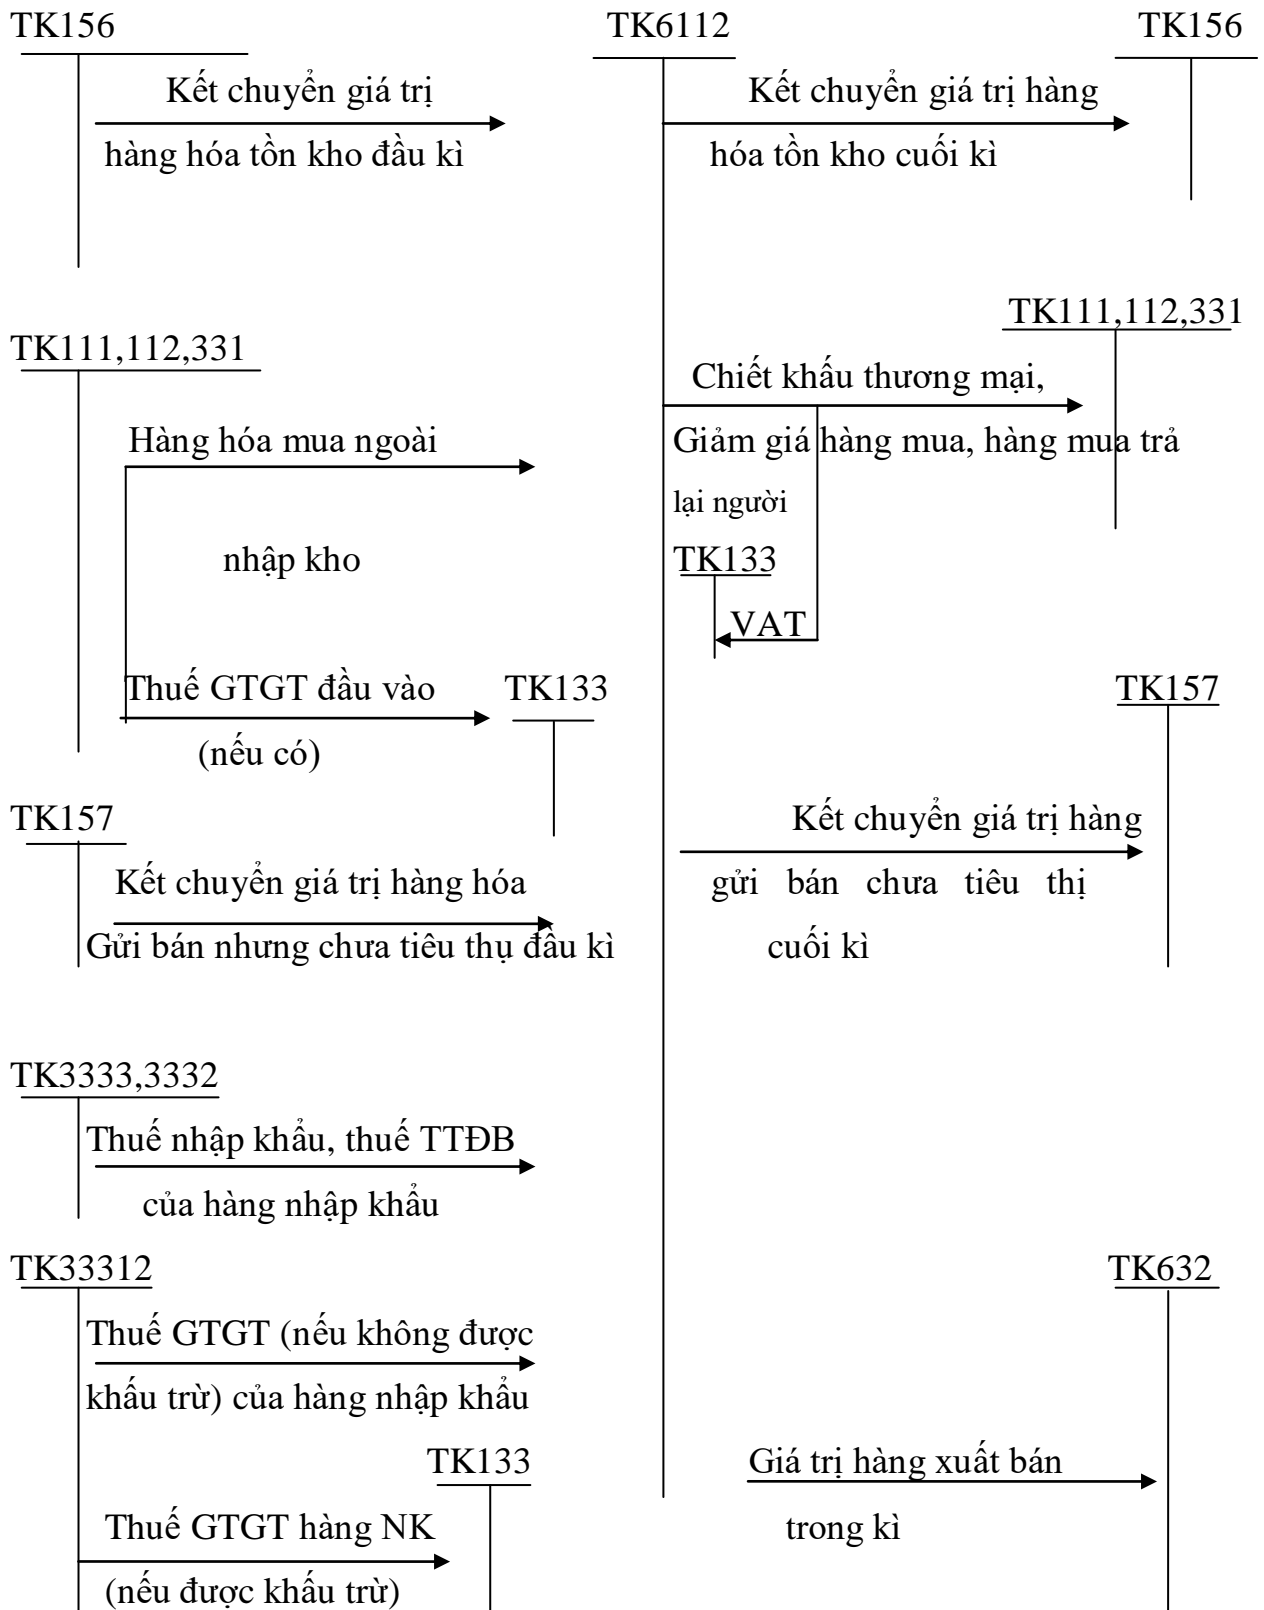 TK156
TK6112
TK156
Kết chuyển giá trị
hàng hóa tồn kho đầu kì
Kết chuyển giá trị hàng
hóa tồn kho cuối kì
TK111,112,331
TK111,112,331
Chiết khấu thương mại,
Giảm giá hàng mua, hàng mua trả
lại người
TK133
VAT
Hàng hóa mua ngoài
nhập kho
Thuế GTGT đầu vào
(nếu có)
TK133
TK157
TK157
Kết chuyển giá trị hàng hóa
Gửi bán nhưng chưa tiêu thụ đầu kì
Kết chuyển giá trị hàng
gửi bán chưa tiêu thị
cuối kì
TK3333,3332
Thuế nhập khẩu, thuế TTĐB
của hàng nhập khẩu
TK33312
Thuế GTGT (nếu không được
khấu trừ) của hàng nhập khẩu
TK133
Thuế GTGT hàng NK
(nếu được khấu trừ)
TK632
Giá trị hàng xuất bán
trong kì